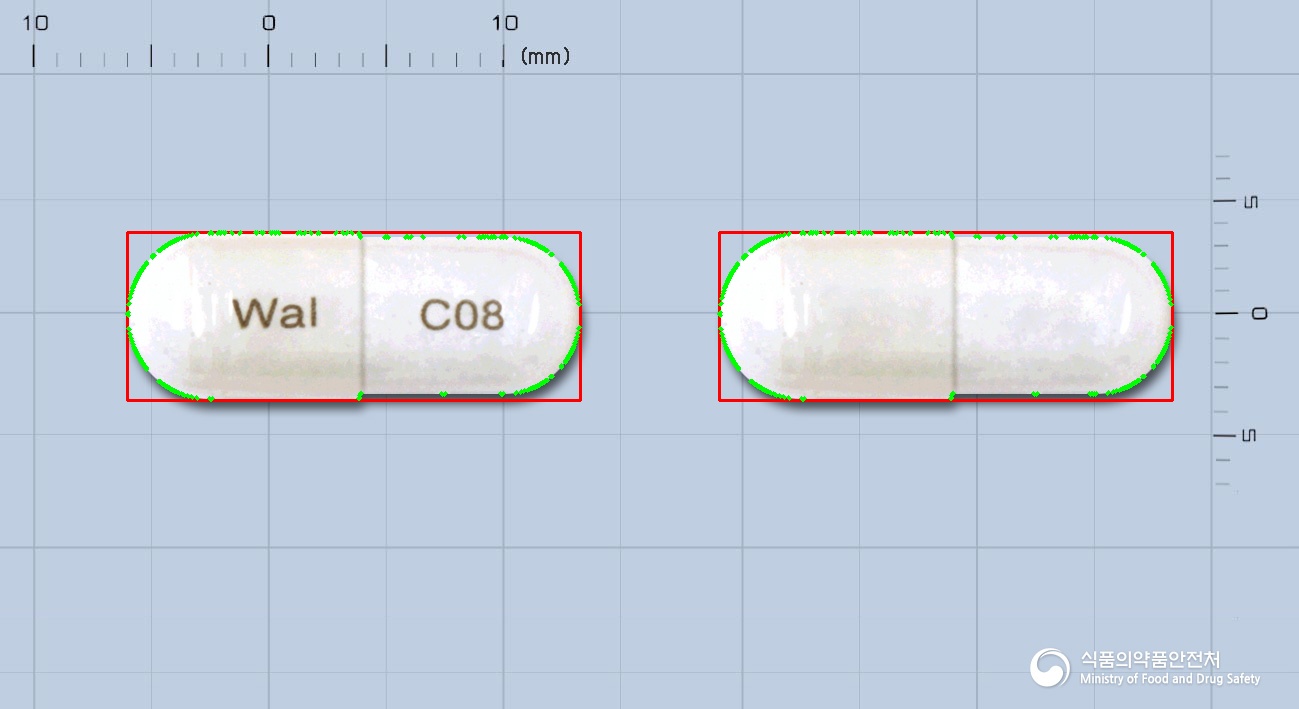 10 0 10
(mm)
5
0
5
Wal C08
식품의약품안전처
Ministry of Food and Drug Safety